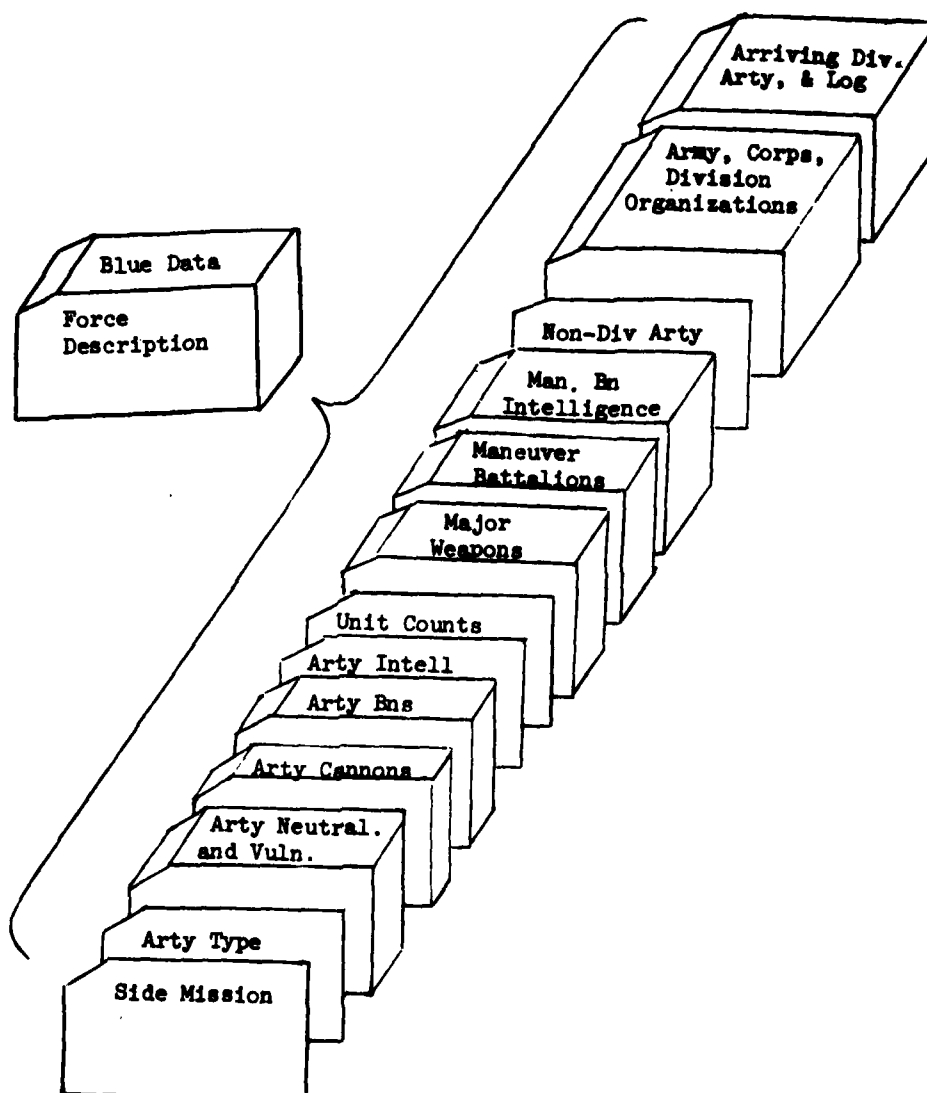 Arriving Div.
Arty, & Log
Army, Corps,
Division
Organizations
Blue Data
Force
Description
Non-Div Arty
Man. Bn
Intelligence
Maneuver
Battalions
Major
Weapons
Unit Counts
Arty Intell
Arty Bns
Arty Cannons
Arty Neutral.
and Vuln.
Arty Type
Side Mission